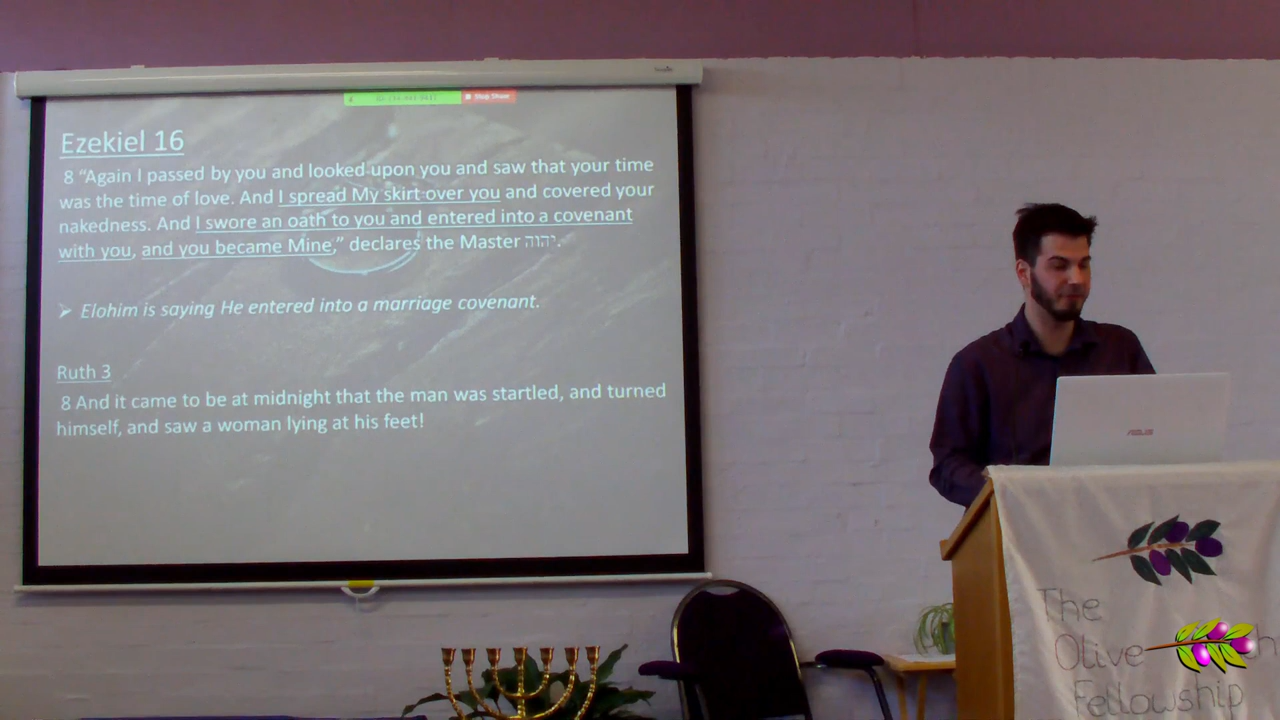 Stop Share
Ezekiel 16
8 “Again I passed by you and looked upon you and saw that your time
was the time of love. And I spread My skirt over you and covered your
nakedness. And I swore an oath to you and entered into a covenant
with you, and you became Mine,” declares the Master יהוה.
➢ Elohim is saying He entered into a marriage covenant.
Ruth 3
8 And it came to be at midnight that the man was startled, and turned
himself, and saw a woman lying at his feet!
ASUS
The
Olive
Fellowship